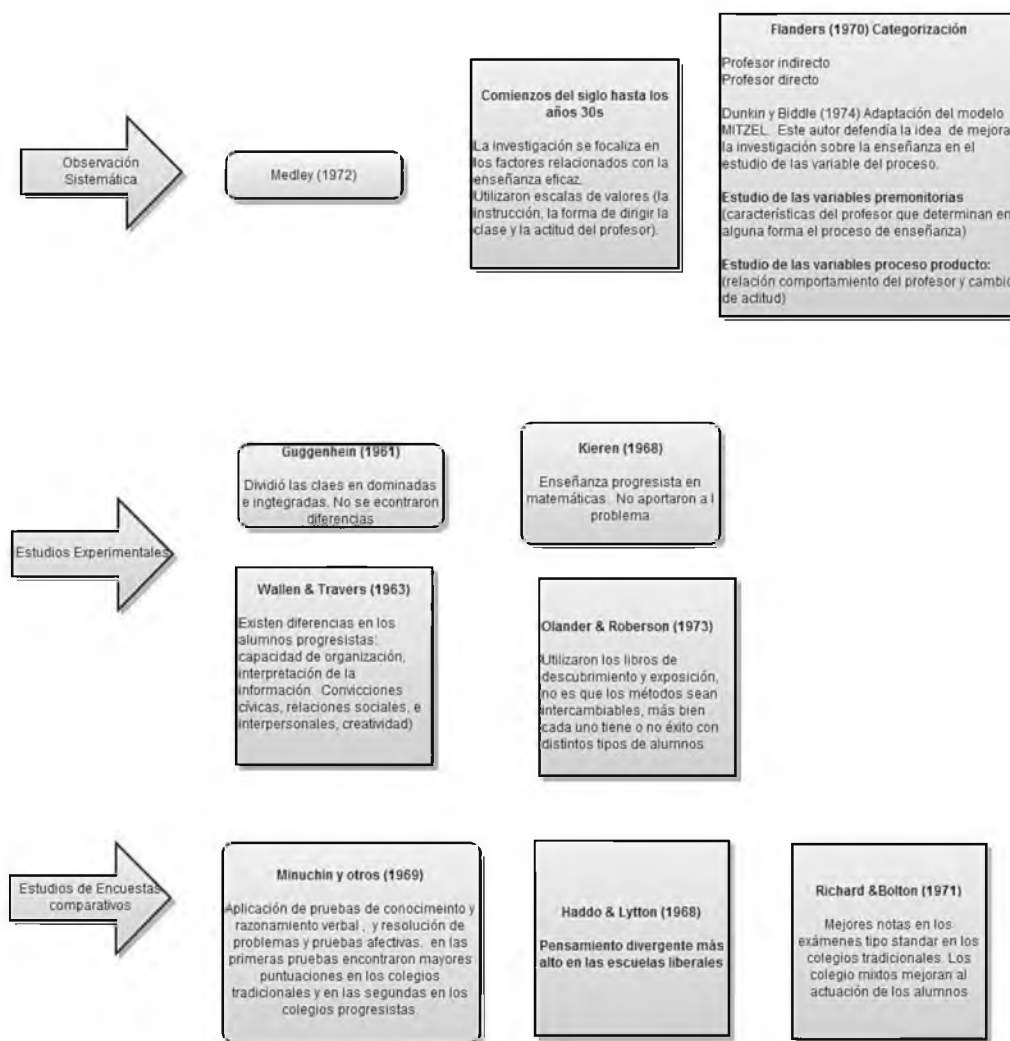 Observación
Sistemática
Medley (1972)
Comienzos del siglo hasta los
años 30s
La investigación se focaliza en
los factores relacionados con la
enseñanza eficaz.
Utilizaron escalas de valores (la
instrucción, la forma de dirigir la
clase y la actitud del profesor).
Flanders (1970) Categorización
Profesor indirecto
Profesor directo
Dunkin y Biddle (1974) Adaptación del modelo
MITZEL. Este autor defendía la idea de mejora
la investigación sobre la enseñanza en el
estudio de las variable del proceso.
Estudio de las variables premonitorias
(características del profesor que determinan en
alguna forma el proceso de enseñanza)
Estudio de las variables proceso producto:
(relación comportamiento del profesor y cambio
de actitud)
Estudios Experimentales
Guggenhein (1961)
Dividió las claes en dominadas
e ingtegradas. No se econtraron
diferencias
Kieren (1968)
Enseñanza progresista en
matemáticas. No aportaron a l
problema
Wallen & Travers (1963)
Existen diferencias en los
alumnos progresistas:
capacidad de organización,
interpretación de la
información. Convicciones
cívicas, relaciones sociales, e
interpersonales, creatividad)
Olander & Roberson (1973)
Utilizaron los libros de
descubrimiento y exposición,
no es que los métodos sean
intercambiables, más bien
cada uno tiene o no éxito con
distintos tipos de alumnos
Estudios de Encuestas
comparativos
Minuchin y otros (1969)
Aplicación de pruebas de conocimeinto y
razonamiento verbal , y resolución de
problemas y pruebas afectivas. en las
primeras pruebas encontraron mayores
puntuaciones en los colegios
tradicionales y en las segundas en los
colegios progresistas.
Haddo & Lytton (1968)
Pensamiento divergente más
alto en las escuelas liberales
Richard &Bolton (1971)
Mejores notas en los
exámenes tipo standar en los
colegios tradicionales. Los
colegio mixtos mejoran al
actuación de los alumnos